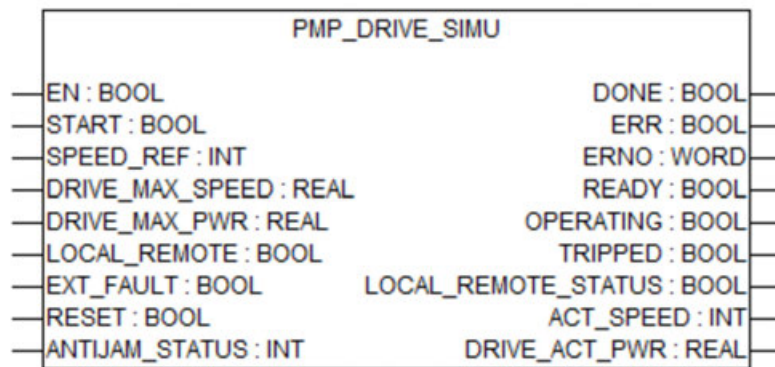 PMP_DRIVE_SIMU
EN : BOOL DONE : BOOL
START : BOOL ERR : BOOL
SPEED_REF : INT ERNO : WORD
DRIVE_MAX_SPEED : REAL READY : BOOL
DRIVE_MAX_PWR : REAL OPERATING : BOOL
LOCAL_REMOTE : BOOL TRIPPED : BOOL
EXT_FAULT : BOOL LOCAL_REMOTE_STATUS : BOOL
RESET : BOOL ACT_SPEED : INT
ANTIJAM_STATUS : INT DRIVE_ACT_PWR : REAL